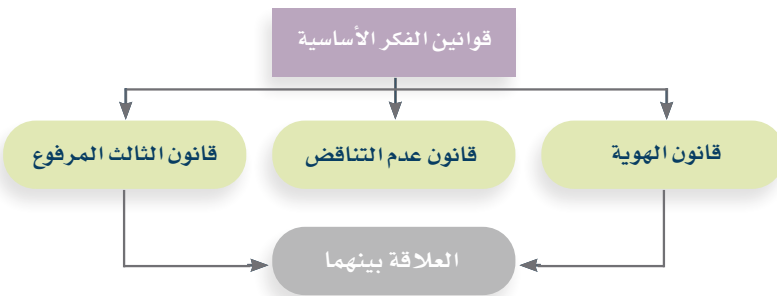 قوانين الفكر الأساسية
قانون الهوية
قانون عدم التناقض
قانون الثالث المرفوع
العلاقة بينهما